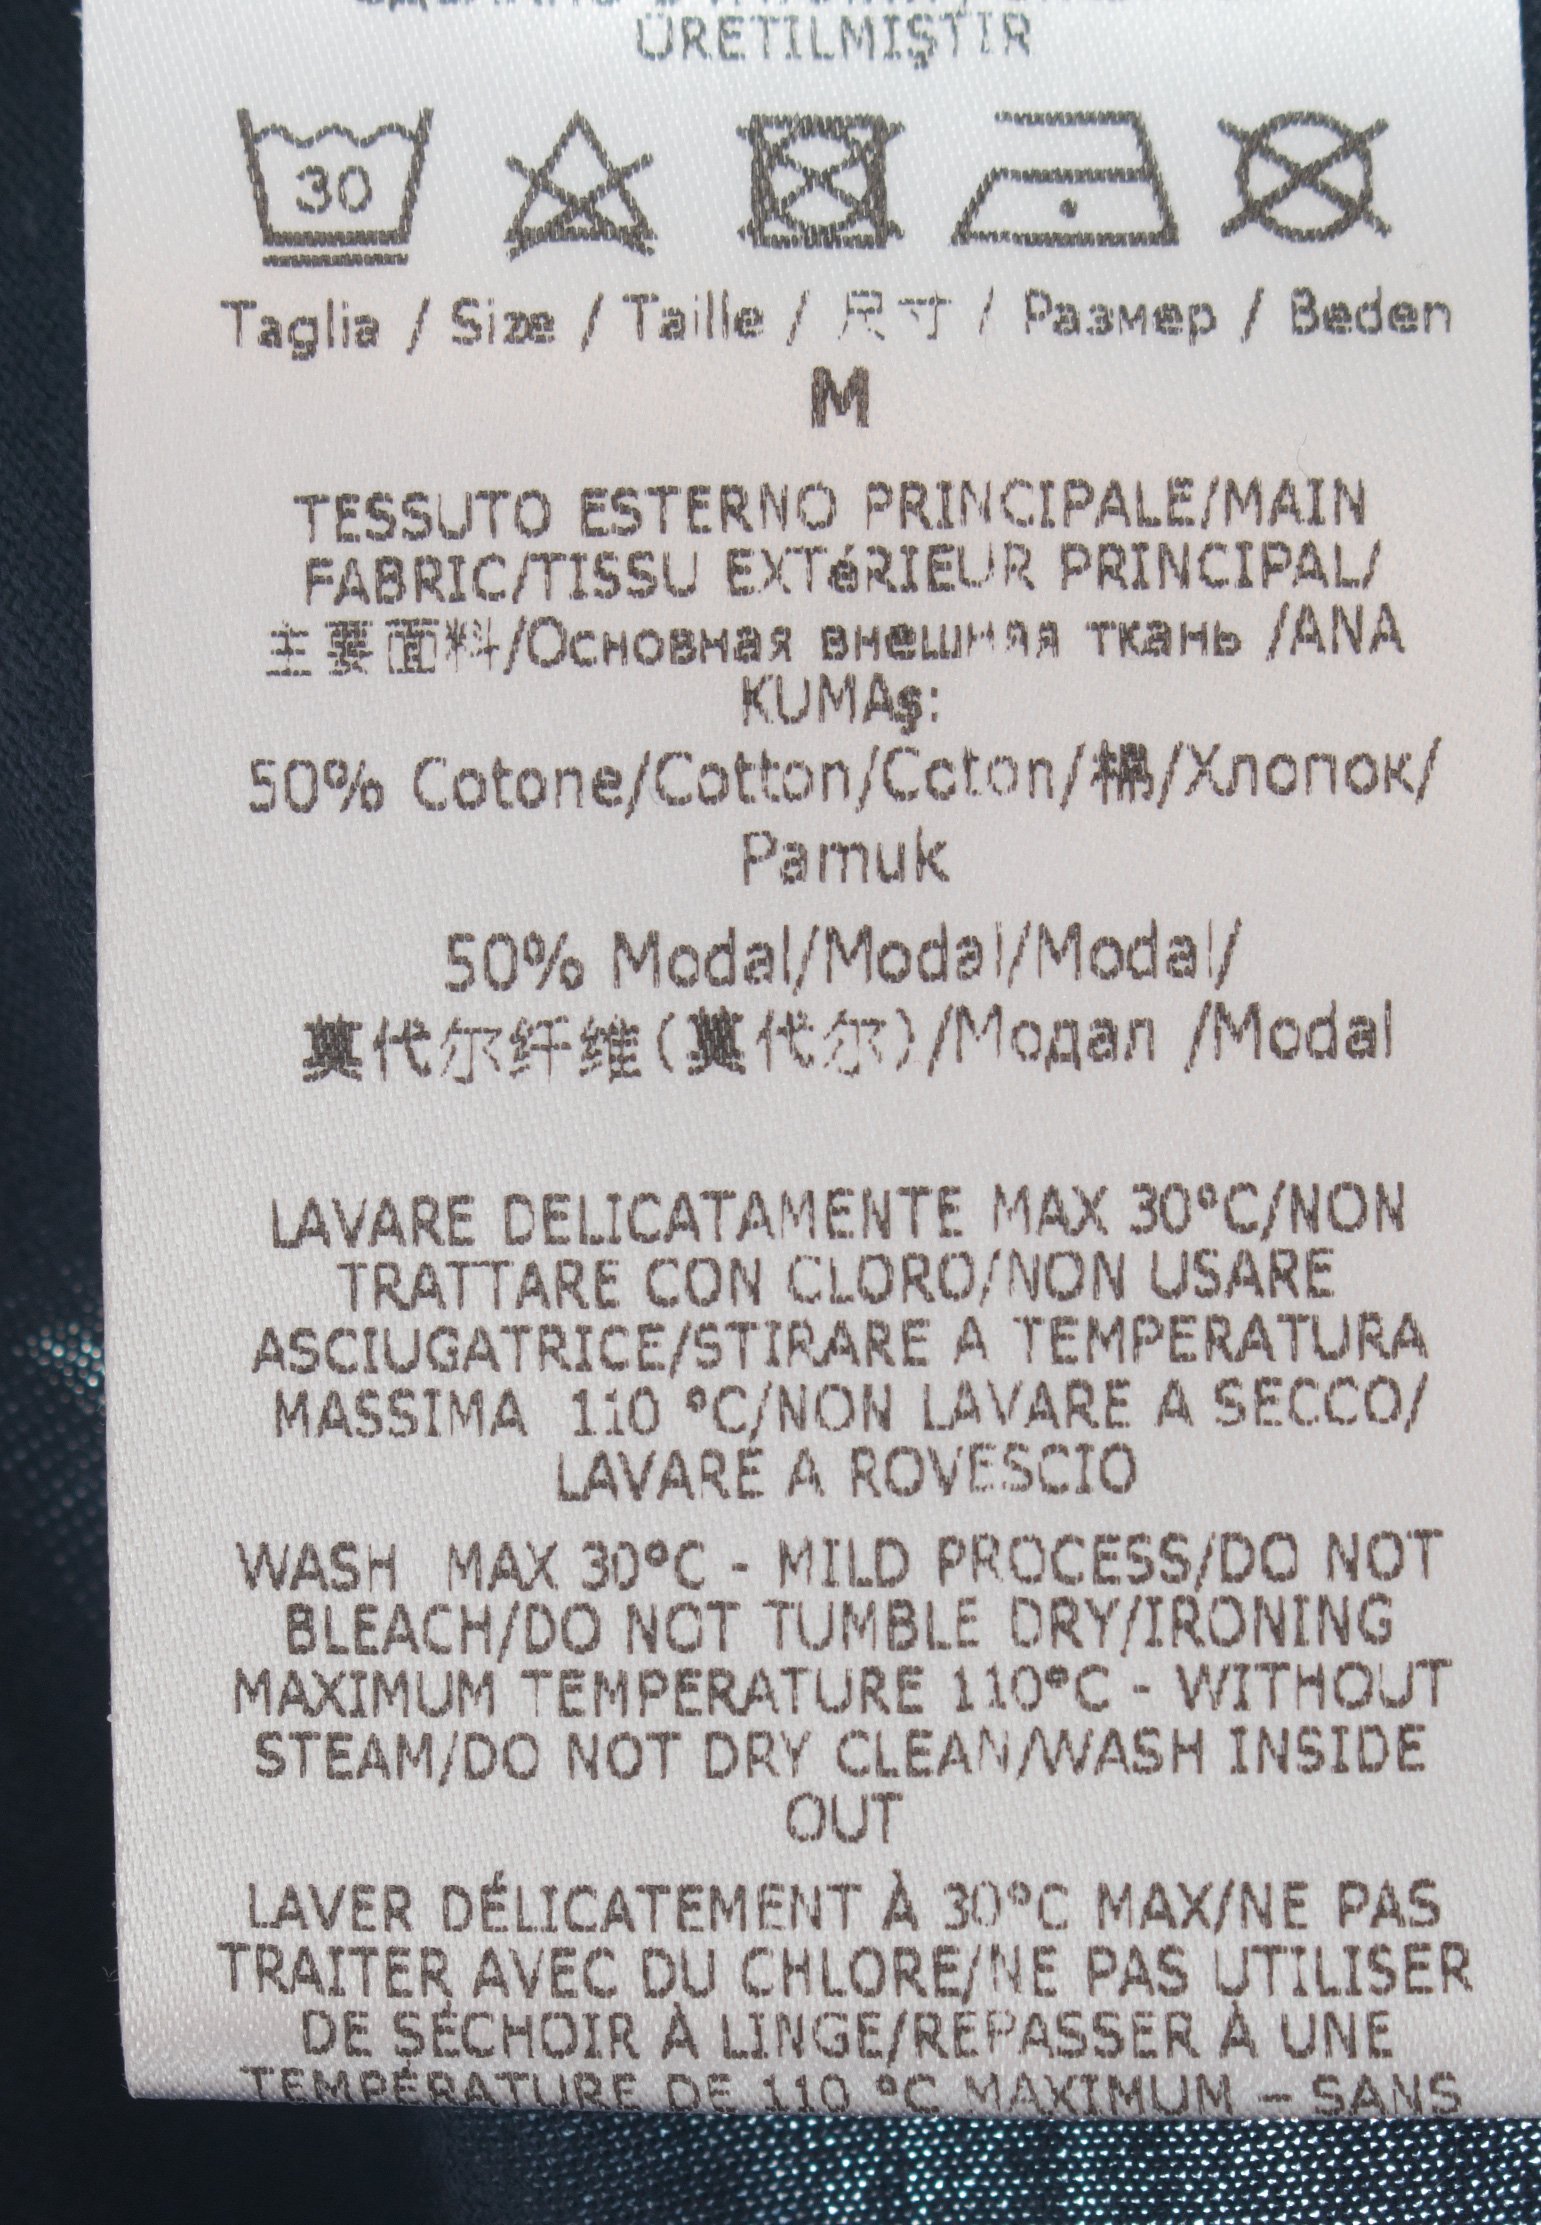 ÜRETILMIŞTIR
30
Taglia / Size / Taille / 尺寸 / Размер / Beden
M
TESSUTO ESTERNO PRINCIPALE/MAIN
FABRIC/TISSU EXTéRIEUR PRINCIPAL/
主要面料/Основная внешняя ткань /ANA
KUMAş:
50% Cotone/Cotton/Coton/棉/Хлопок/
Pamuk
50% Modal/Modal/Modal/
莫代尔纤维(莫代尔)/Модал /Modal
LAVARE DELICATAMENTE MAX 30°C/NON
TRATTARE CON CLORO/NON USARE
ASCIUGATRICE/STIRARE A TEMPERATURA
MASSIMA 110 °C/NON LAVARE A SECCO/
LAVARE A ROVESCIO
WASH MAX 30°C - MILD PROCESS/DO NOT
BLEACH/DO NOT TUMBLE DRY/IRONING
MAXIMUM TEMPERATURE 110°C - WITHOUT
STEAM/DO NOT DRY CLEAN/WASH INSIDE
OUT
LAVER DÉLICATEMENT À 30°C MAX/NE PAS
TRAITER AVEC DU CHLORE/NE PAS UTILISER
DE SÉCHOIR À LINGE/REPASSER À UNE
TEMPÉRATURE DE 110 °C MAXIMUM – SANS